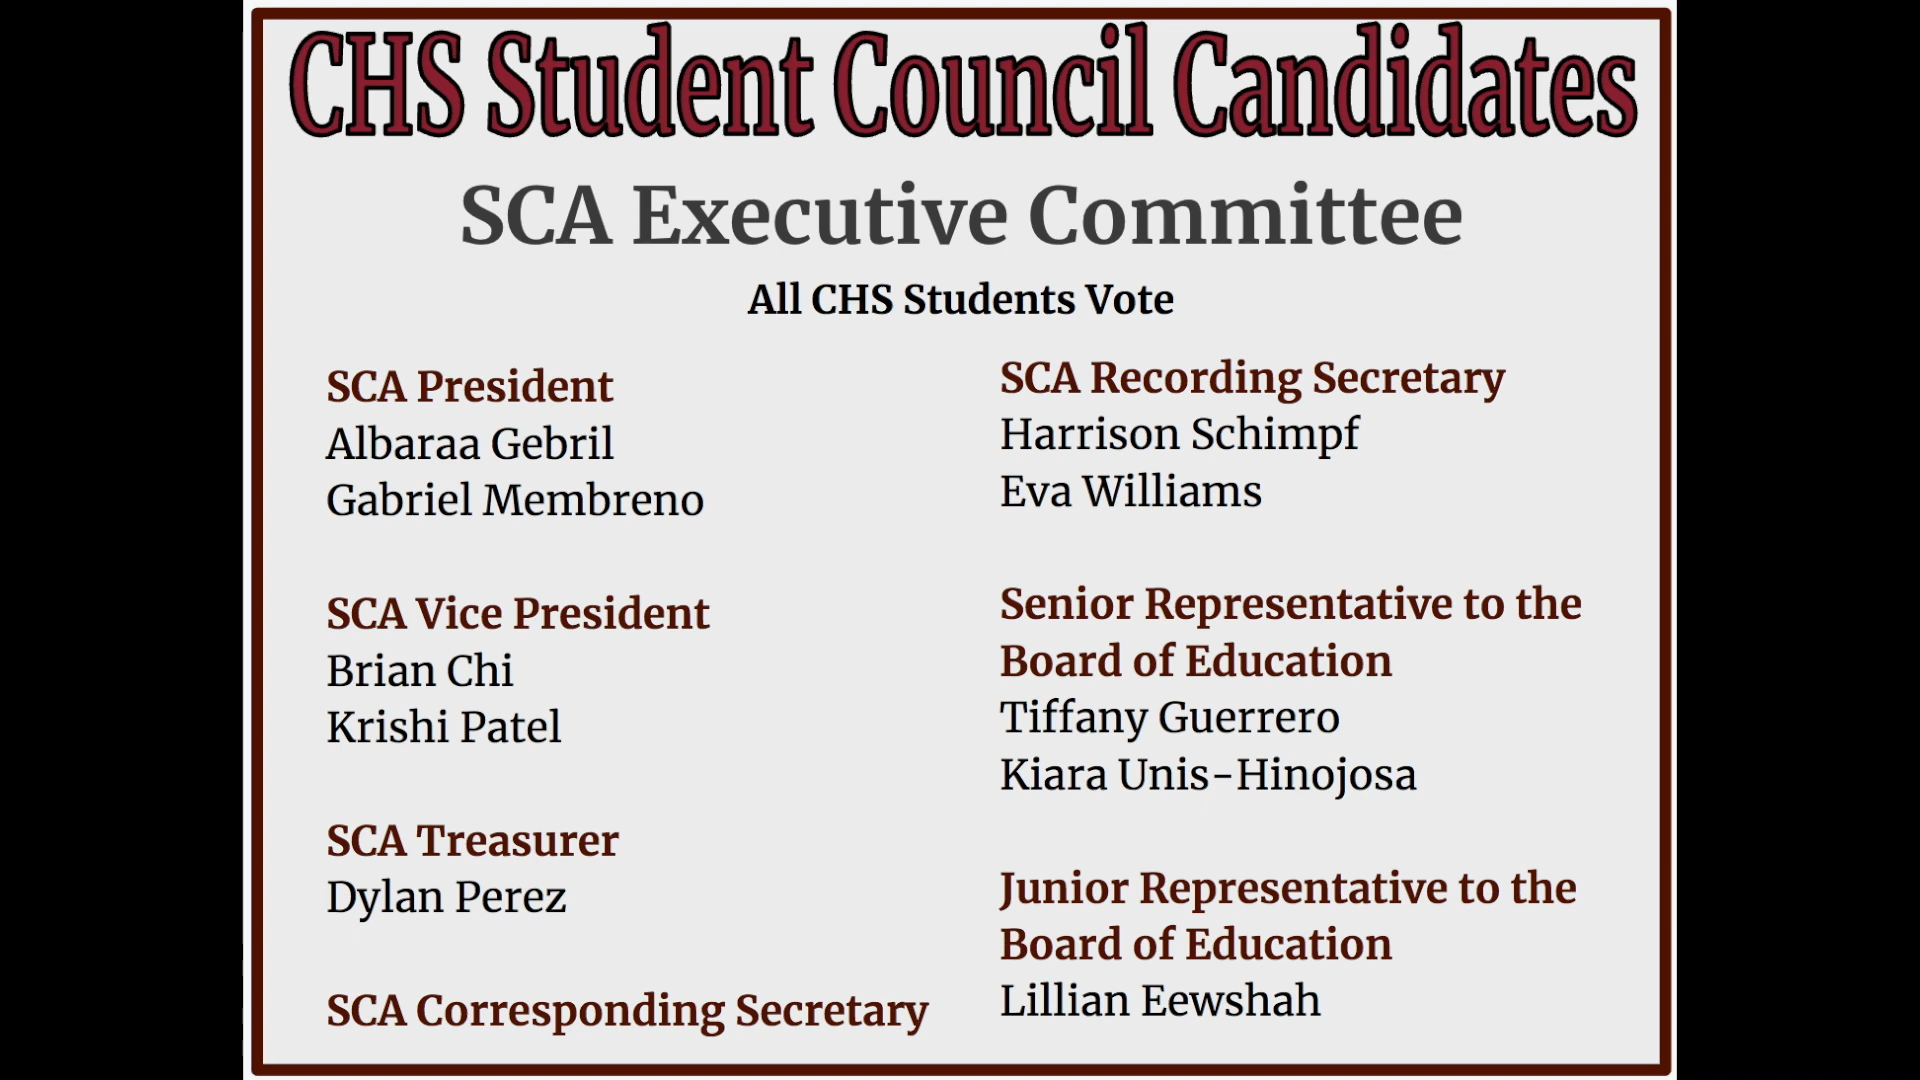 CHS Student Council Candidates
SCA Executive Committee
All CHS Students Vote
SCA President
Albaraa Gebril
Gabriel Membreno
SCA Vice President
Brian Chi
Krishi Patel
SCA Treasurer
Dylan Perez
SCA Corresponding Secretary
SCA Recording Secretary
Harrison Schimpf
Eva Williams
Senior Representative to the
Board of Education
Tiffany Guerrero
Kiara Unis-Hinojosa
Junior Representative to the
Board of Education
Lillian Eewshah